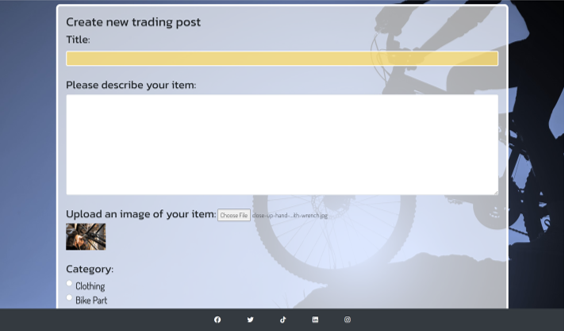 Create new trading post
Title:
Please describe your item:
Upload an image of your item: Choose File close-up-hand-...ith-wrench.jpg
Category:
Clothing
Bike Part